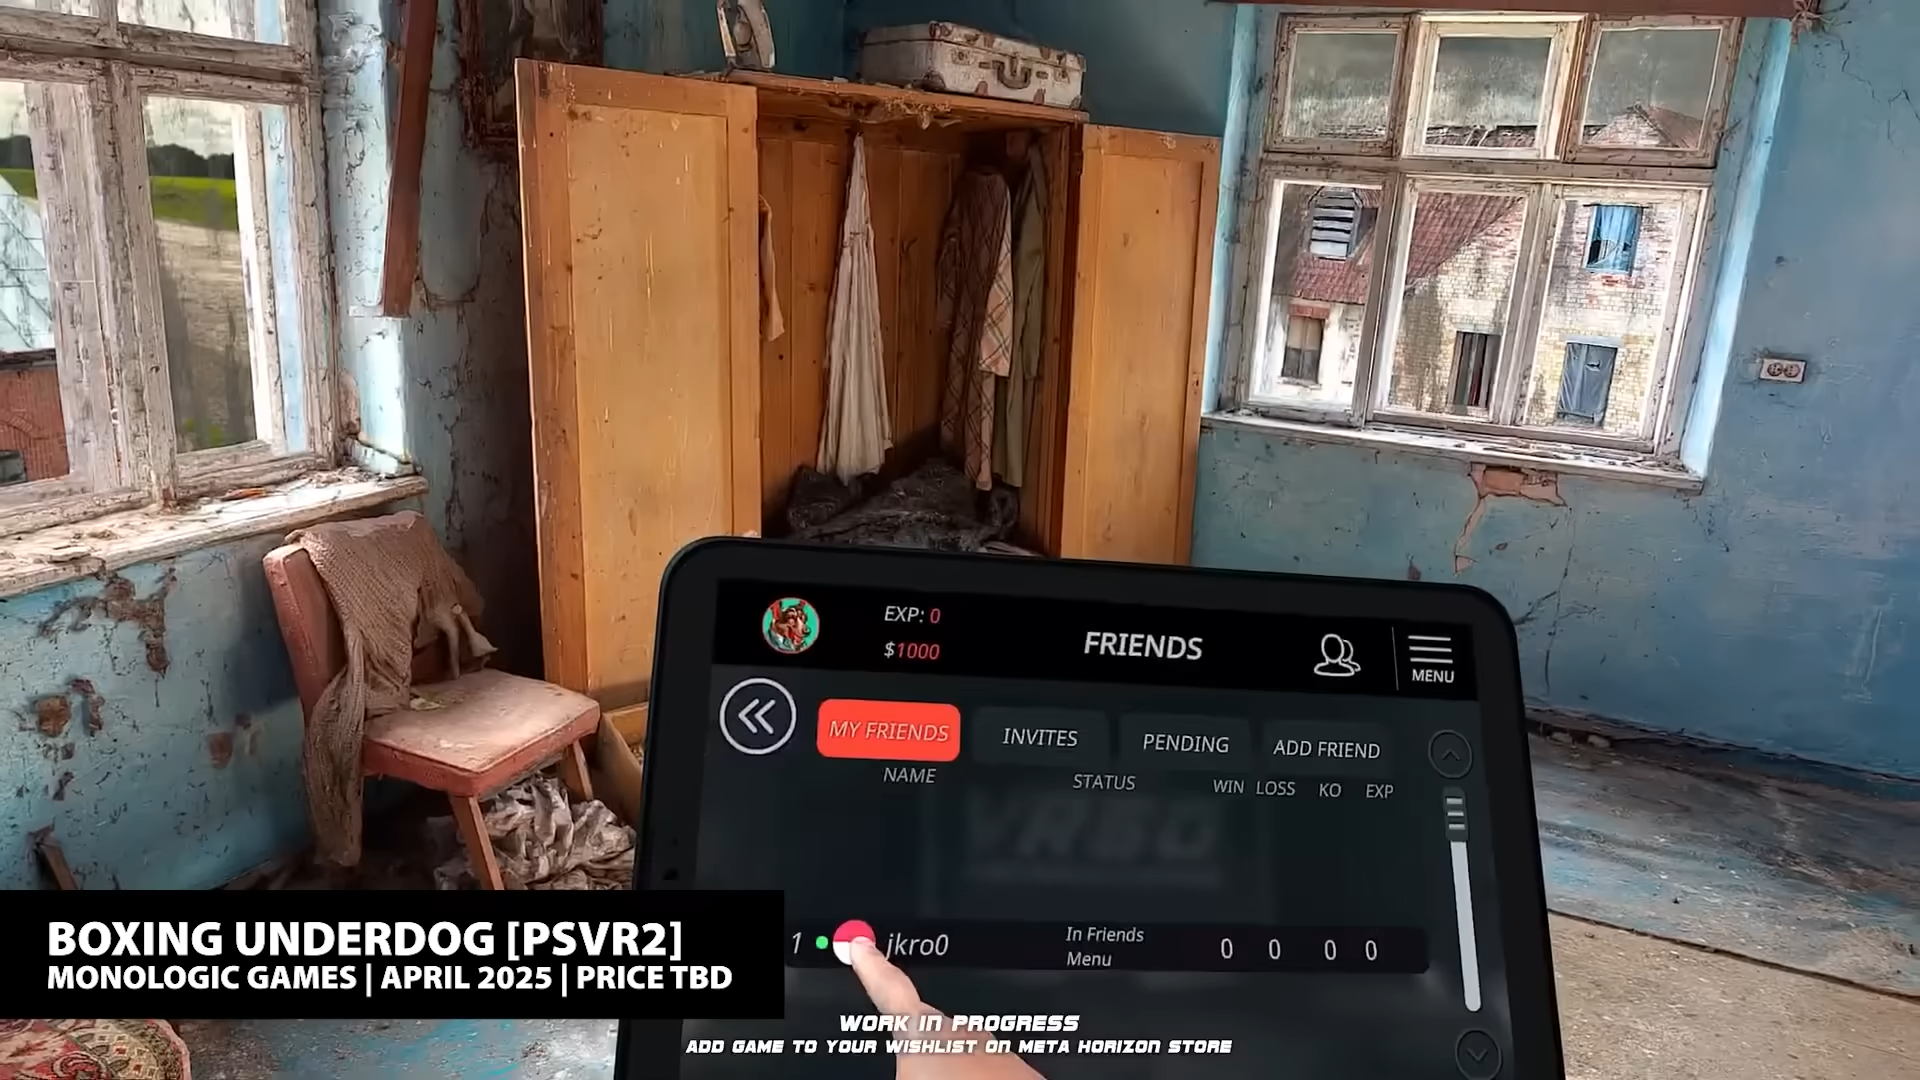 EXP: 0
$1000
FRIENDS
MENU
MY FRIENDS
INVITES
PENDING
ADD FRIEND
NAME
STATUS
WIN
LOSS
KO
EXP
1
jkro0
In Friends
Menu
0
0
0
0
BOXING UNDERDOG [PSVR2]
MONOLOGIC GAMES | APRIL 2025 | PRICE TBD
WORK IN PROGRESS
ADD GAME TO YOUR WISHLIST ON META HORIZON STORE